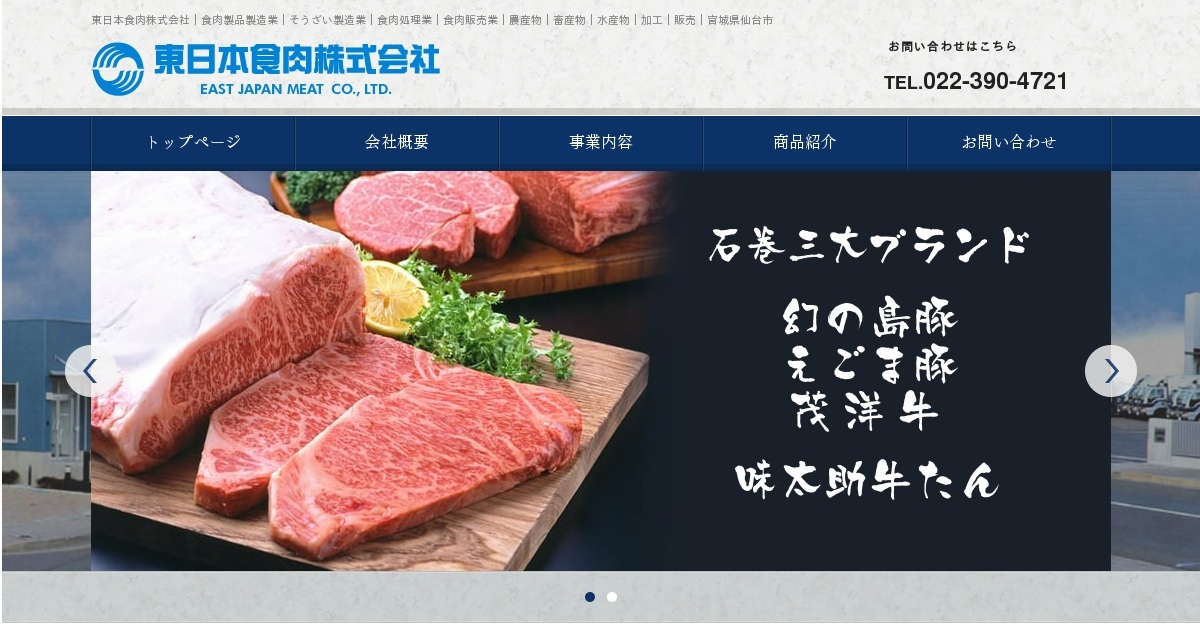 東日本食肉株式会社｜食肉製品製造業｜そうざい製造業｜食肉処理業｜食肉販売業｜農産物｜畜産物｜水産物｜加工｜販売｜宮城県仙台市
東日本食肉株式会社
EAST JAPAN MEAT CO., LTD.
お問い合わせはこちら
TEL.022-390-4721
トップページ
会社概要
事業内容
商品紹介
お問い合わせ
石巻三大ブランド
幻の島豚
えごま豚
茂洋牛
味太助牛たん